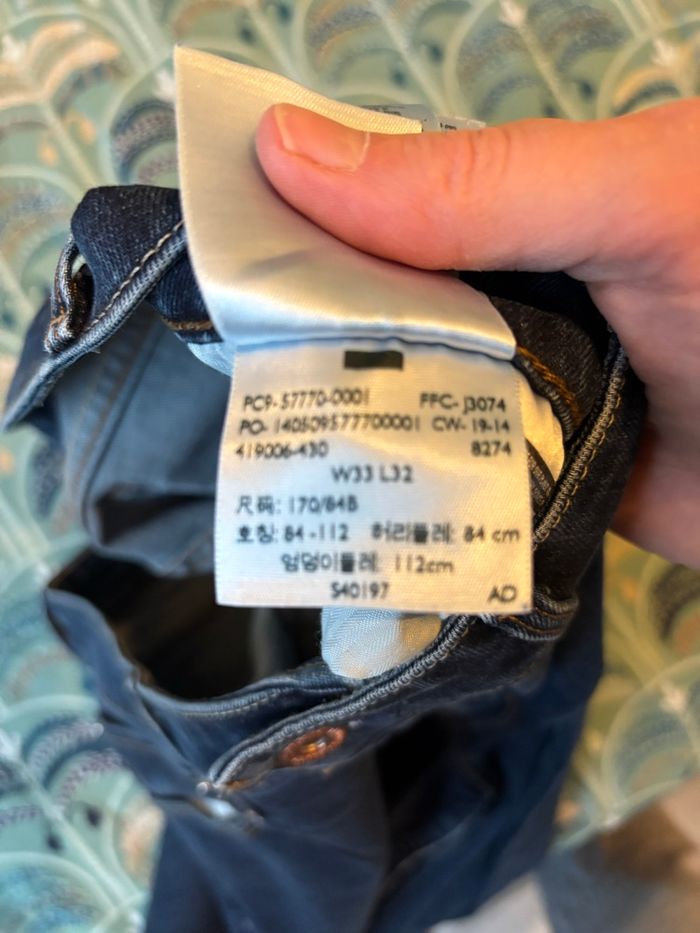 PC9-57770-0001 FFC-J3074
PO-140509577700001 CW-19-14
419006-430 8274
W33 L32
尺码: 170/84B
호칭: 84-112 허리둘레: 84 cm
엉덩이둘레: 112cm
S40197 AD